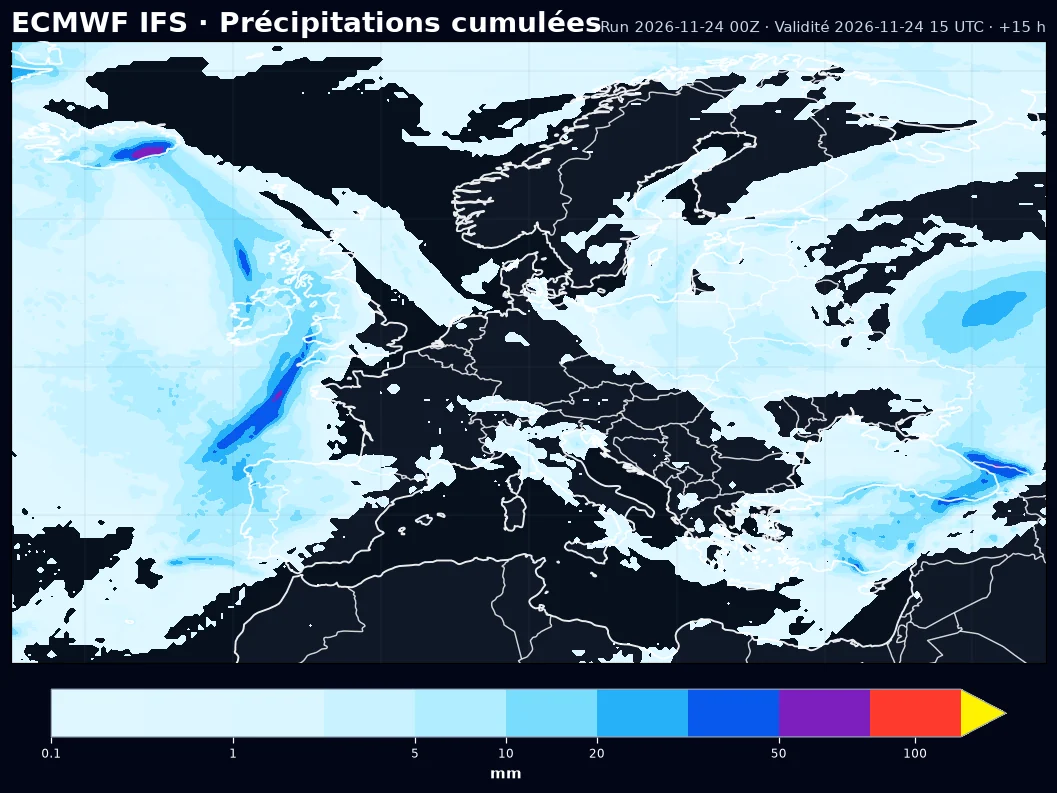 ECMWF IFS · Précipitations cumulées
Run 2026-11-24 00Z · Validité 2026-11-24 15 UTC · +15 h
0.1 1 5 10 20 50 100
mm